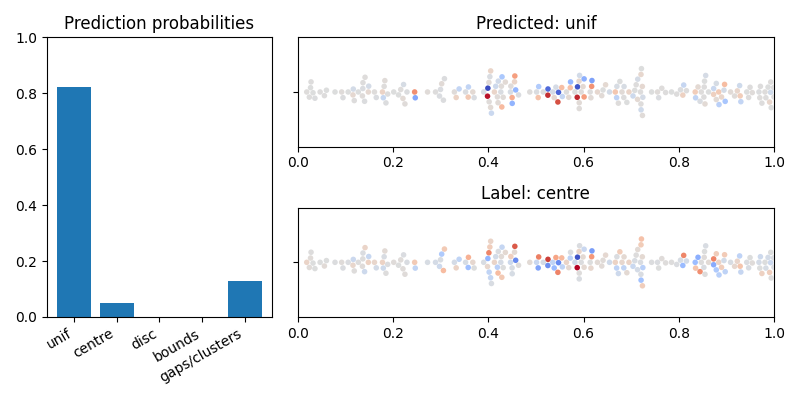 Prediction probabilities
1.0
0.8
0.6
0.4
0.2
0.0
unif
centre
disc
bounds
gaps/clusters
Predicted: unif
0.0 0.2 0.4 0.6 0.8 1.0
Label: centre
0.0 0.2 0.4 0.6 0.8 1.0